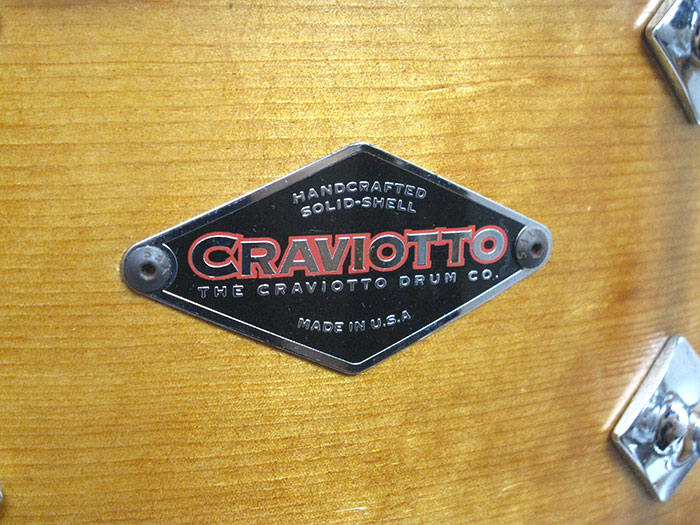 HANDCRAFTED
SOLID-SHELL
CRAVIOTTO
THE CRAVIOTTO DRUM CO.
MADE IN U.S.A